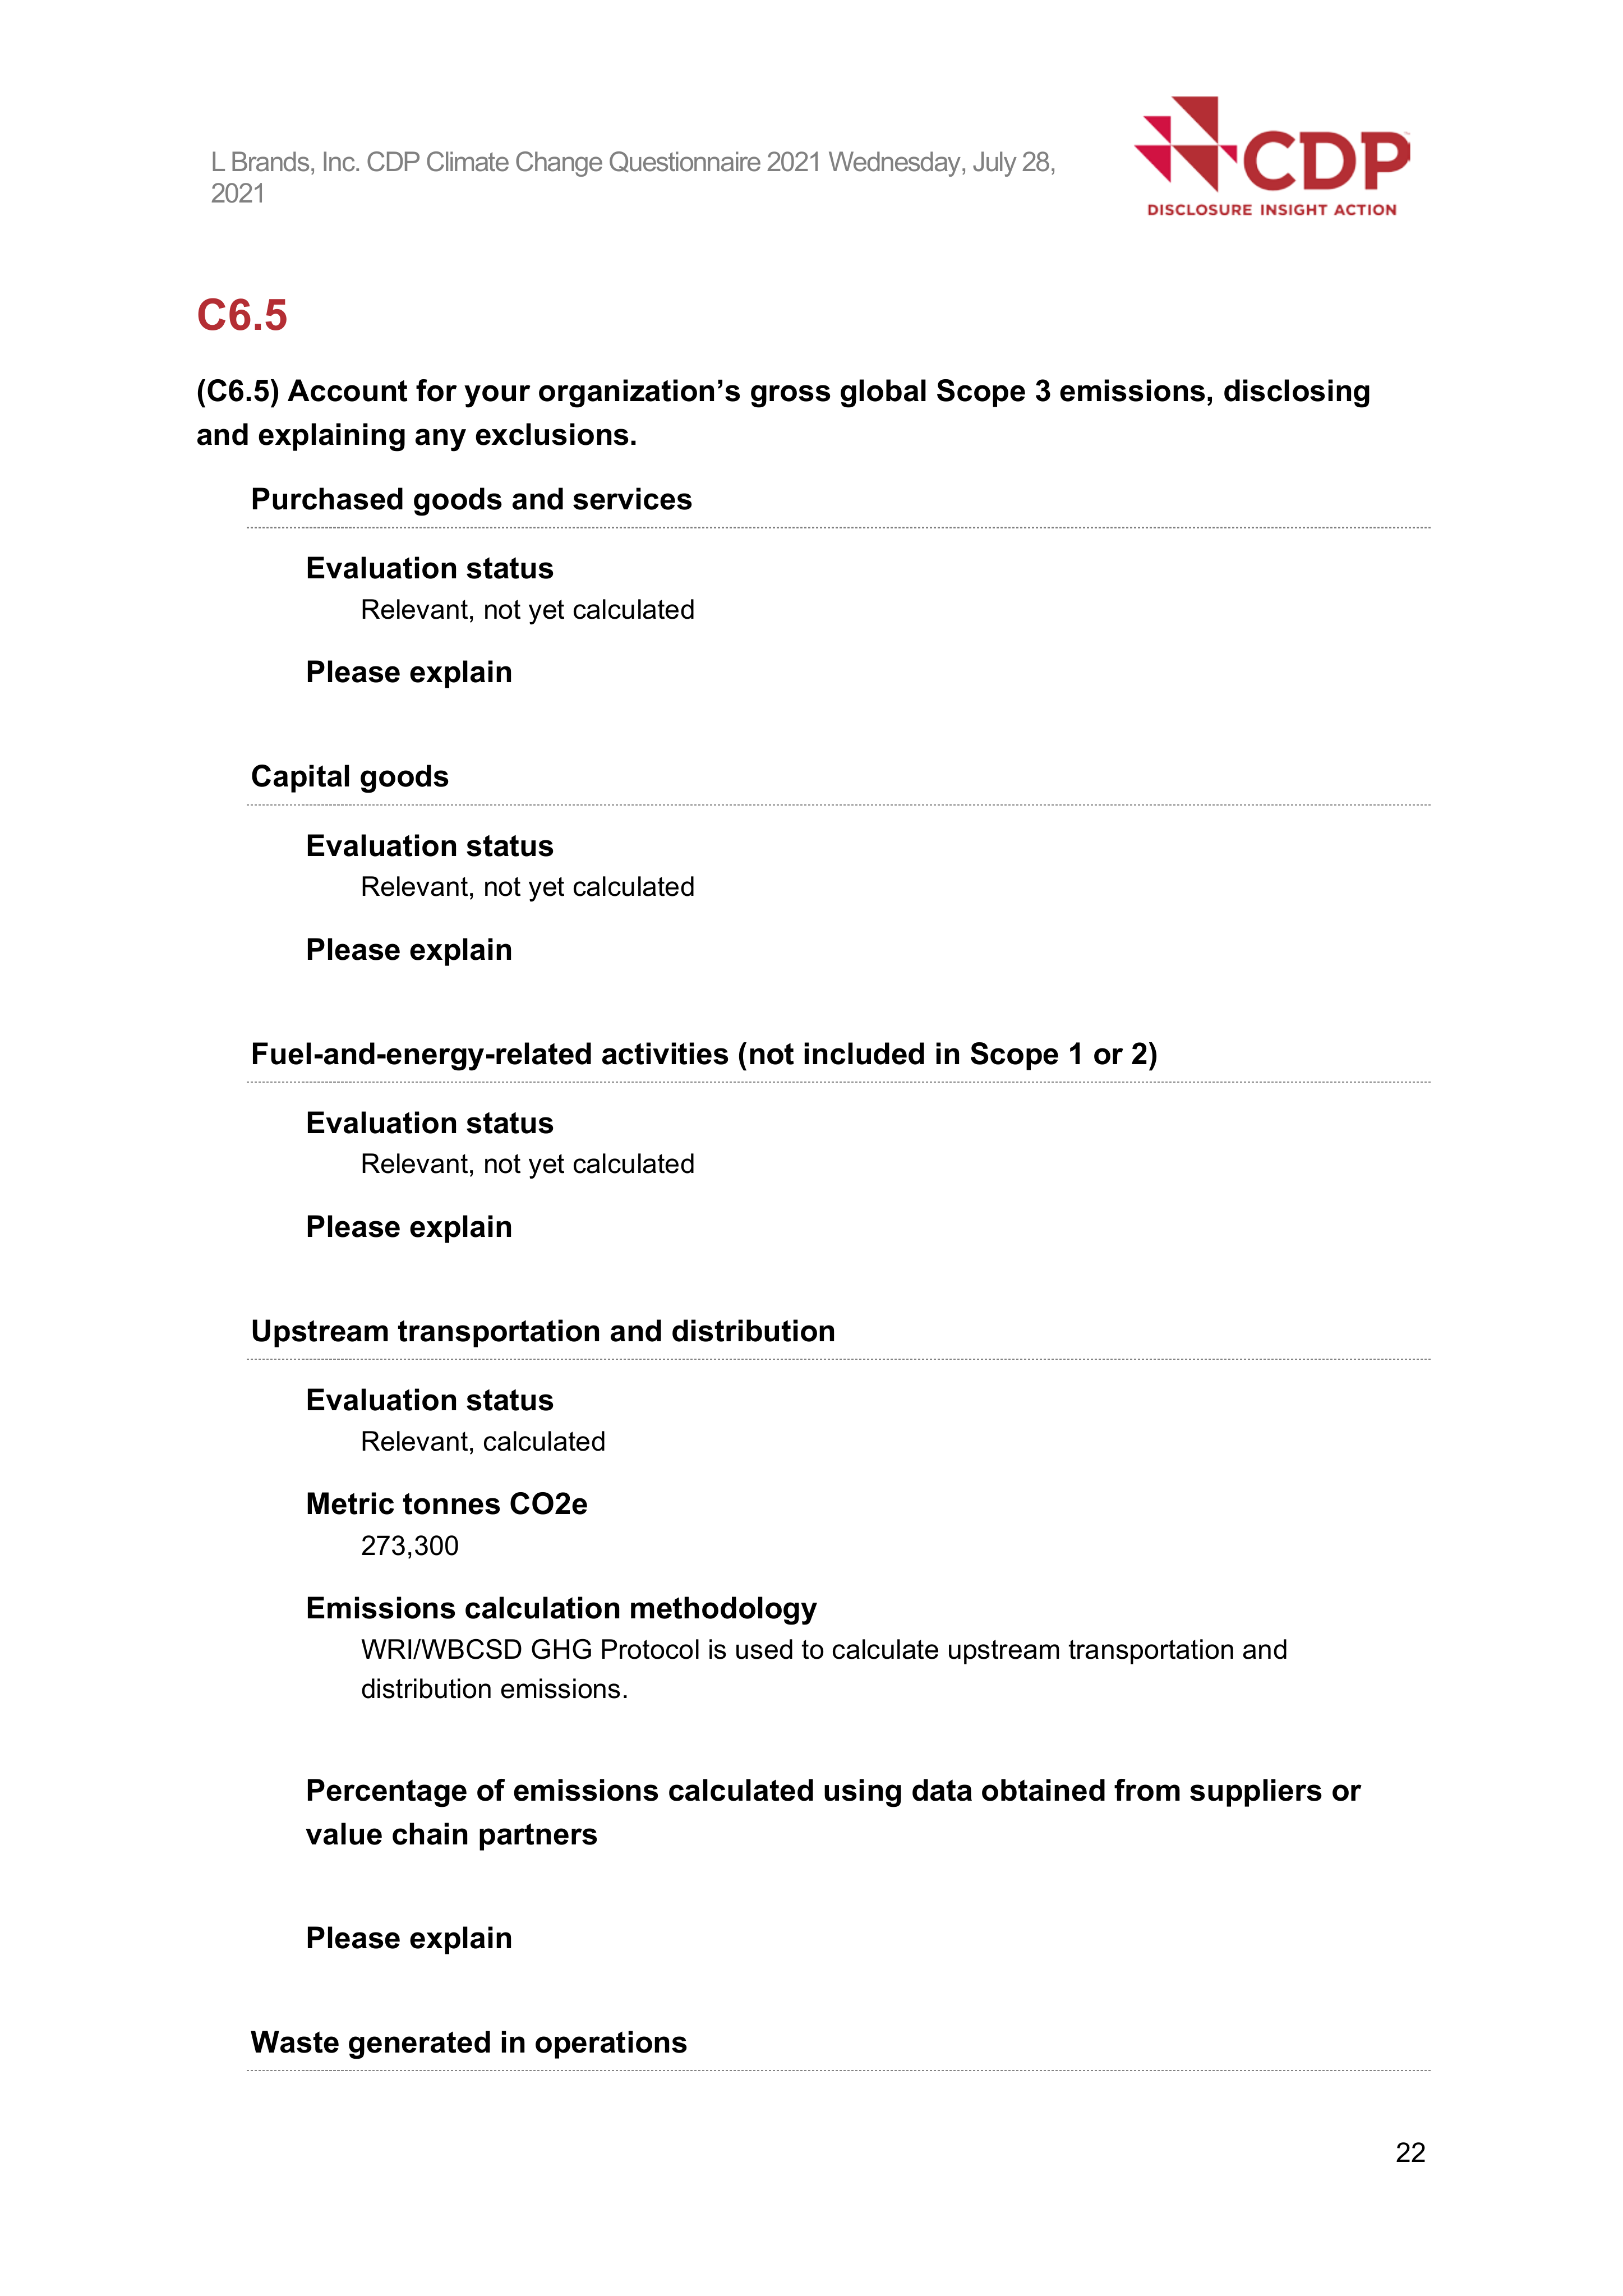 L Brands, Inc. CDP Climate Change Questionnaire 2021 Wednesday, July 28,
2021
CDP
DISCLOSURE INSIGHT ACTION
C6.5
(C6.5) Account for your organization’s gross global Scope 3 emissions, disclosing
and explaining any exclusions.
Purchased goods and services
Evaluation status
Relevant, not yet calculated
Please explain
Capital goods
Evaluation status
Relevant, not yet calculated
Please explain
Fuel-and-energy-related activities (not included in Scope 1 or 2)
Evaluation status
Relevant, not yet calculated
Please explain
Upstream transportation and distribution
Evaluation status
Relevant, calculated
Metric tonnes CO2e
273,300
Emissions calculation methodology
WRI/WBCSD GHG Protocol is used to calculate upstream transportation and
distribution emissions.
Percentage of emissions calculated using data obtained from suppliers or
value chain partners
Please explain
Waste generated in operations
22